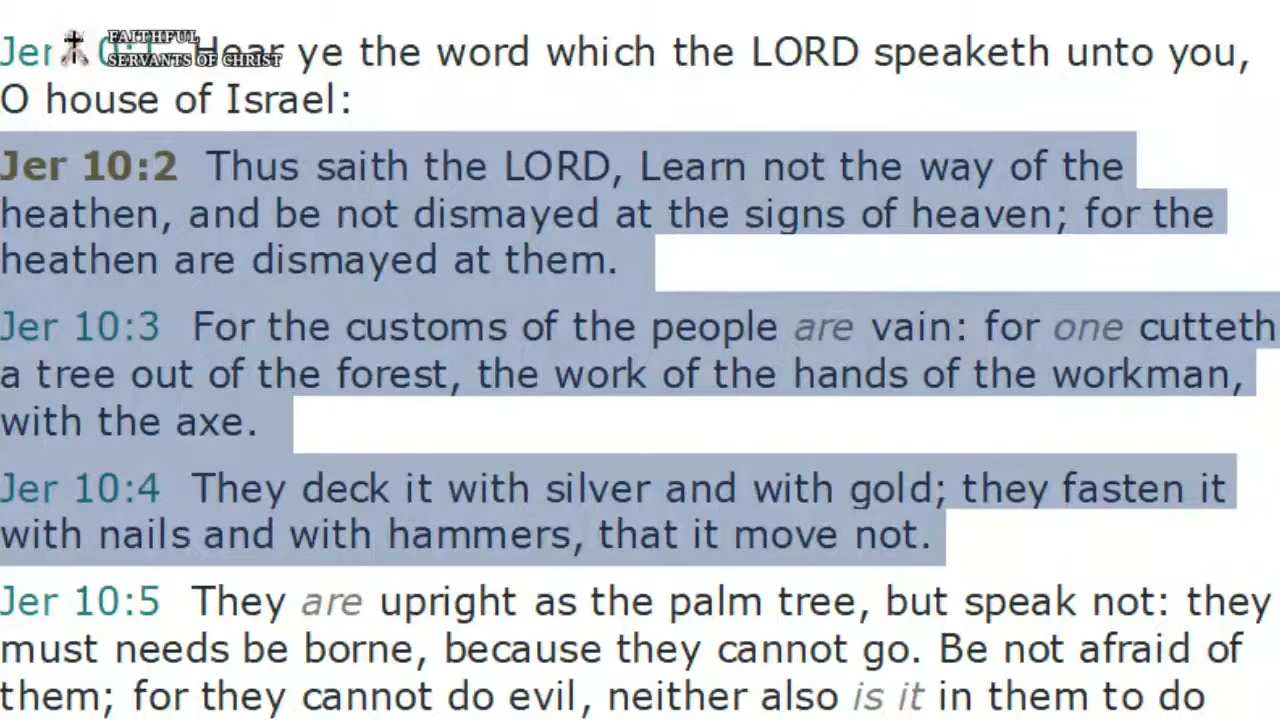 FAITHFUL
SERVANTS OF CHRIST
Jer 10:1 Hear ye the word which the LORD speaketh unto you,
O house of Israel:
Jer 10:2 Thus saith the LORD, Learn not the way of the
heathen, and be not dismayed at the signs of heaven; for the
heathen are dismayed at them.
Jer 10:3 For the customs of the people are vain: for one cutteth
a tree out of the forest, the work of the hands of the workman,
with the axe.
Jer 10:4 They deck it with silver and with gold; they fasten it
with nails and with hammers, that it move not.
Jer 10:5 They are upright as the palm tree, but speak not: they
must needs be borne, because they cannot go. Be not afraid of
them; for they cannot do evil, neither also is it in them to do